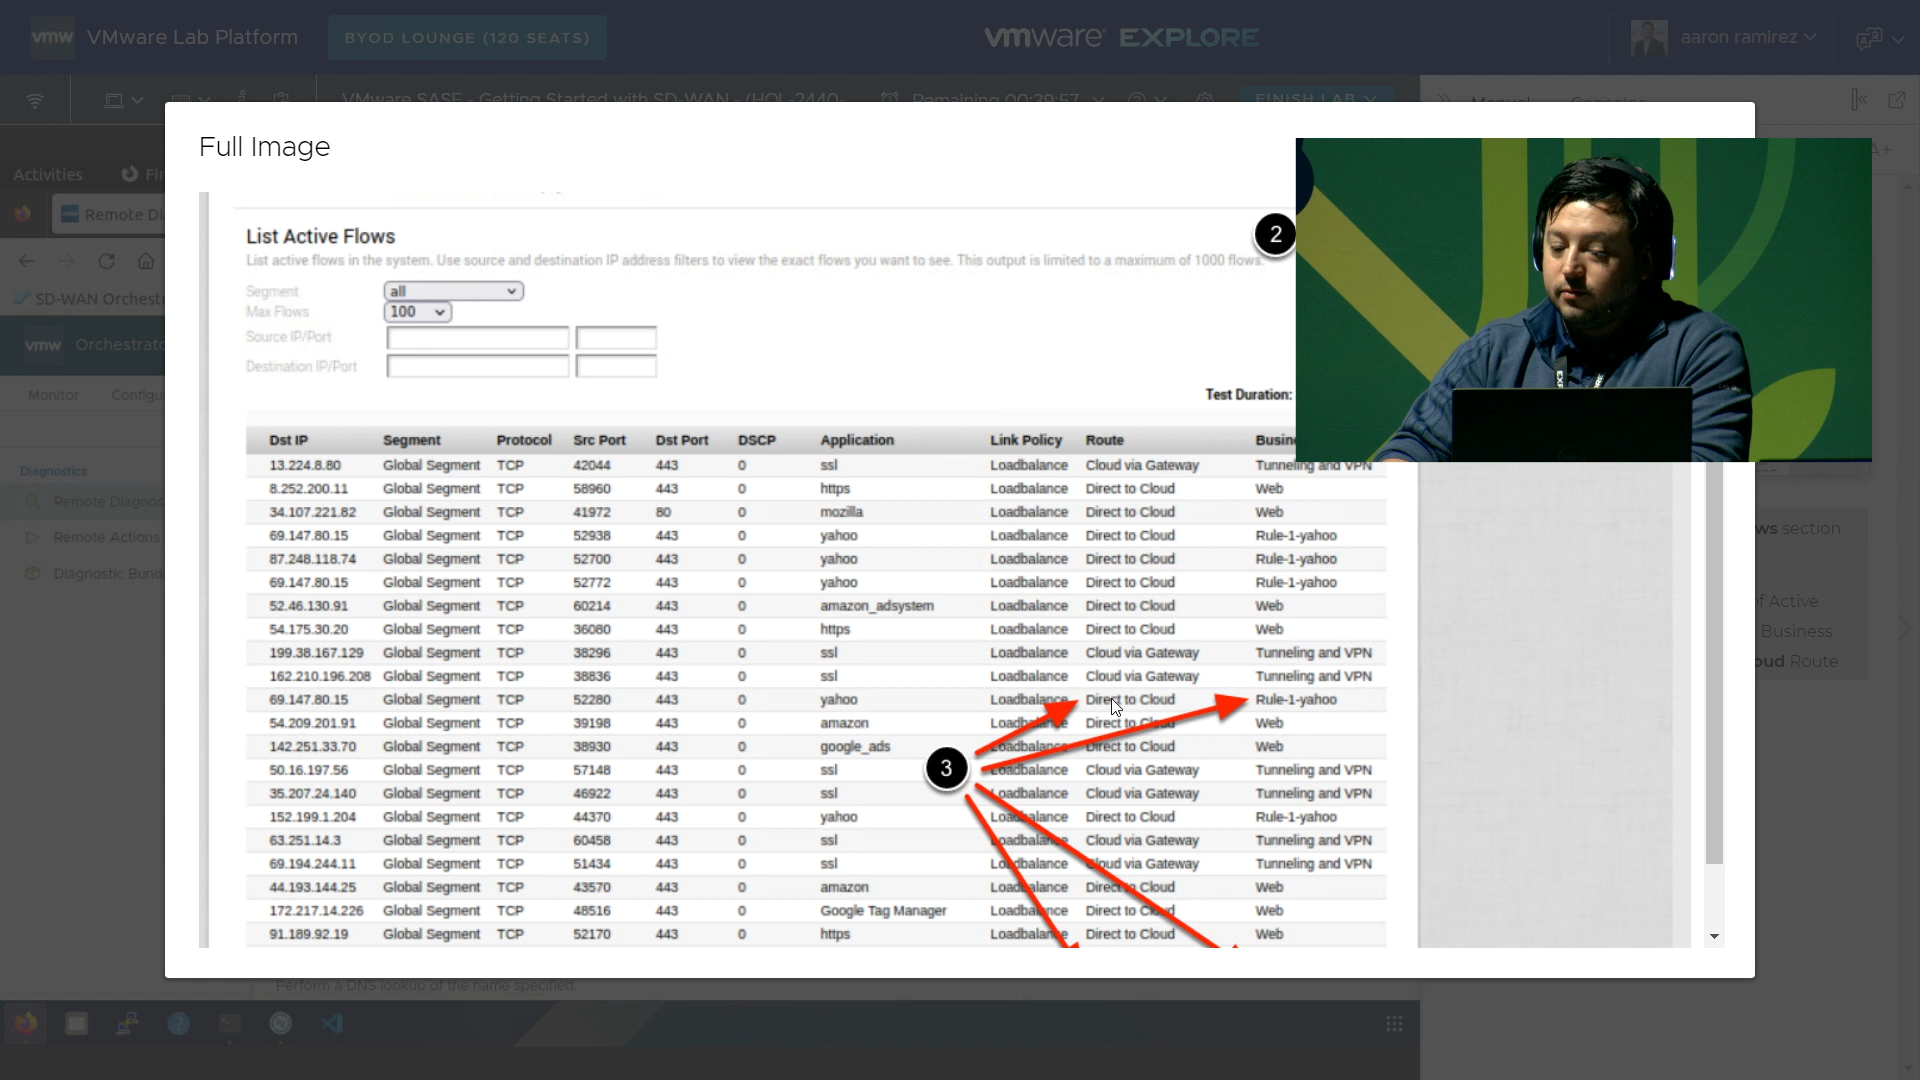 vmw VMware Lab Platform BYOD LOUNGE (120 SEATS) vmware EXPLORE aaron ramirez
VMware SASE - Getting Started with SD-WAN - (HOL-2440- Remaining 00:39:57 FINISH LAB
Manual Consoles
A+
Activities
Remote Di
SD-WAN Orchest
vmw Orchestrato
Monitor Configu
Diagnostics
Remote Diagnos
Remote Actions
Diagnostic Bund
Full Image
List Active Flows
2
List active flows in the system. Use source and destination IP address filters to view the exact flows you want to see. This output is limited to a maximum of 1000 flows.
Segment all
Max Flows 100
Source IP/Port
Destination IP/Port
Test Duration:
Dst IP Segment Protocol Src Port Dst Port DSCP Application Link Policy Route Busin
13.224.8.80 Global Segment TCP 42044 443 0 ssl Loadbalance Cloud via Gateway Tunneling and VPN
8.252.200.11 Global Segment TCP 58960 443 0 https Loadbalance Direct to Cloud Web
34.107.221.82 Global Segment TCP 41972 80 0 mozilla Loadbalance Direct to Cloud Web
69.147.80.15 Global Segment TCP 52938 443 0 yahoo Loadbalance Direct to Cloud Rule-1-yahoo
87.248.118.74 Global Segment TCP 52700 443 0 yahoo Loadbalance Direct to Cloud Rule-1-yahoo
69.147.80.15 Global Segment TCP 52772 443 0 yahoo Loadbalance Direct to Cloud Rule-1-yahoo
52.46.130.91 Global Segment TCP 60214 443 0 amazon_adsystem Loadbalance Direct to Cloud Web
54.175.30.20 Global Segment TCP 36080 443 0 https Loadbalance Direct to Cloud Web
199.38.167.129 Global Segment TCP 38296 443 0 ssl Loadbalance Cloud via Gateway Tunneling and VPN
162.210.196.208 Global Segment TCP 38836 443 0 ssl Loadbalance Cloud via Gateway Tunneling and VPN
69.147.80.15 Global Segment TCP 52280 443 0 yahoo Loadbalance Direct to Cloud Rule-1-yahoo
54.209.201.91 Global Segment TCP 39198 443 0 amazon Loadbalance Direct to Cloud Web
142.251.33.70 Global Segment TCP 38930 443 0 google_ads Loadbalance Direct to Cloud Web
3
50.16.197.56 Global Segment TCP 57148 443 0 ssl Loadbalance Cloud via Gateway Tunneling and VPN
35.207.24.140 Global Segment TCP 46922 443 0 ssl Loadbalance Cloud via Gateway Tunneling and VPN
152.199.1.204 Global Segment TCP 44370 443 0 yahoo Loadbalance Direct to Cloud Rule-1-yahoo
63.251.14.3 Global Segment TCP 60458 443 0 ssl Loadbalance Cloud via Gateway Tunneling and VPN
69.194.244.11 Global Segment TCP 51434 443 0 ssl Loadbalance Cloud via Gateway Tunneling and VPN
44.193.144.25 Global Segment TCP 43570 443 0 amazon Loadbalance Direct to Cloud Web
172.217.14.226 Global Segment TCP 48516 443 0 Google Tag Manager Loadbalance Direct to Cloud Web
91.189.92.19 Global Segment TCP 52170 443 0 https Loadbalance Direct to Cloud Web
ws section
of Active
Business
oud Route
Perform a DNS lookup of the name specified.